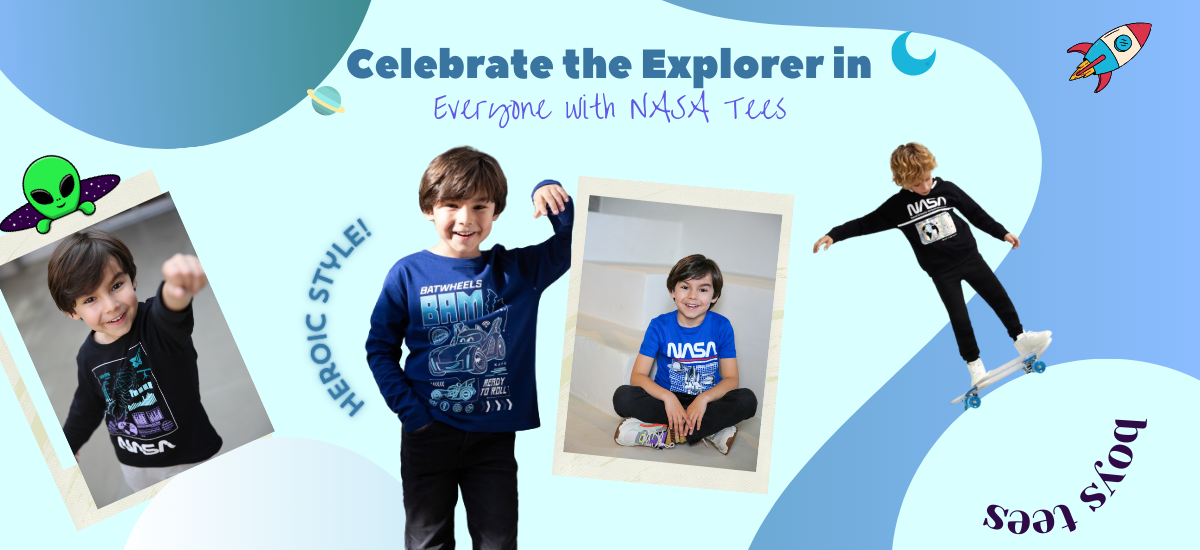 Celebrate the Explorer in
Everyone with NASA Tees
HEROIC STYLE!
NASA
BATWHEELS
BAM
READY
TO ROLL
NASA
NASA
boys tees